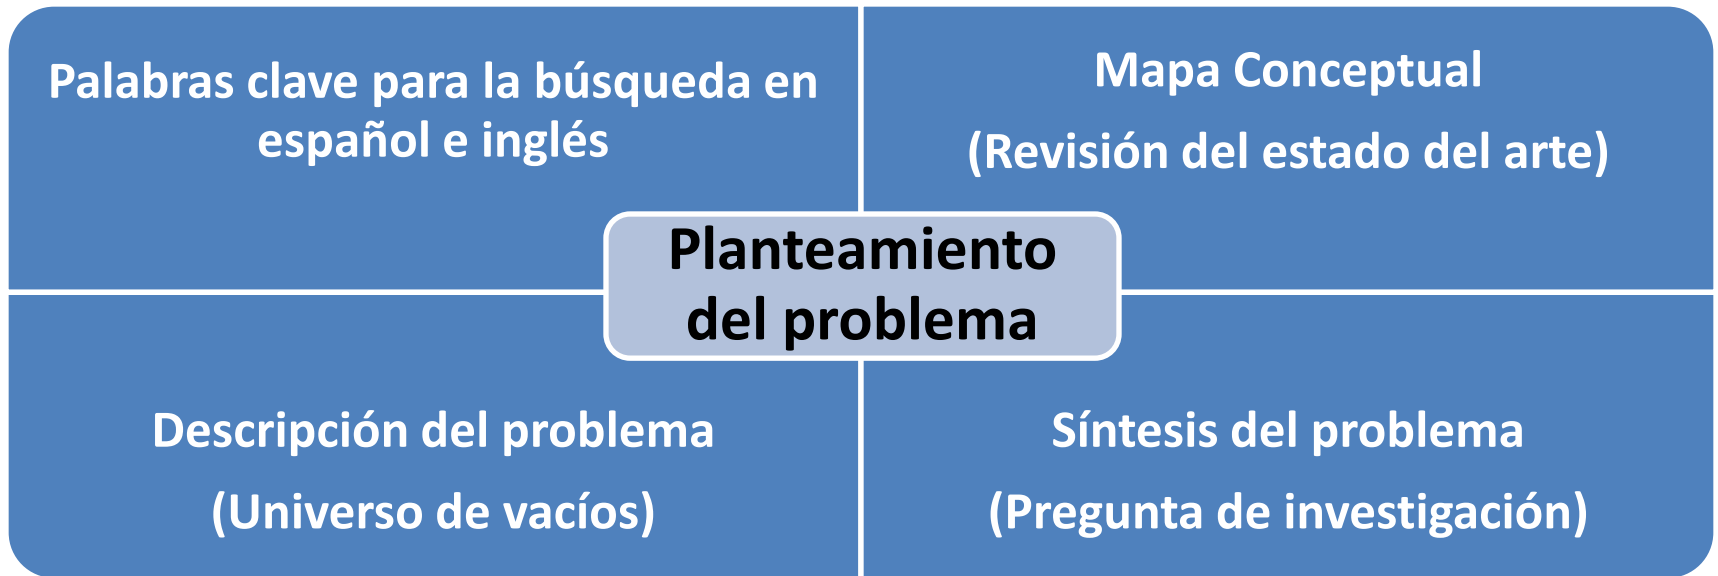 Palabras clave para la búsqueda en
español e inglés
Mapa Conceptual
(Revisión del estado del arte)
Planteamiento
del problema
Descripción del problema
(Universo de vacíos)
Síntesis del problema
(Pregunta de investigación)